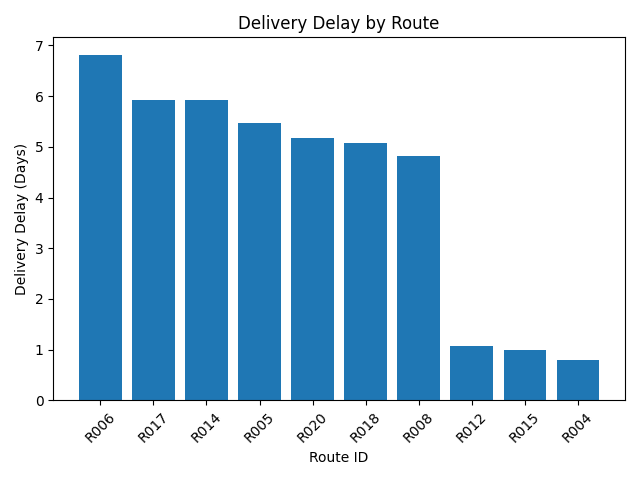 Delivery Delay by Route
Delivery Delay (Days)
7
6
5
4
3
2
1
0
R006
R017
R014
R005
R020
R018
R008
R012
R015
R004
Route ID